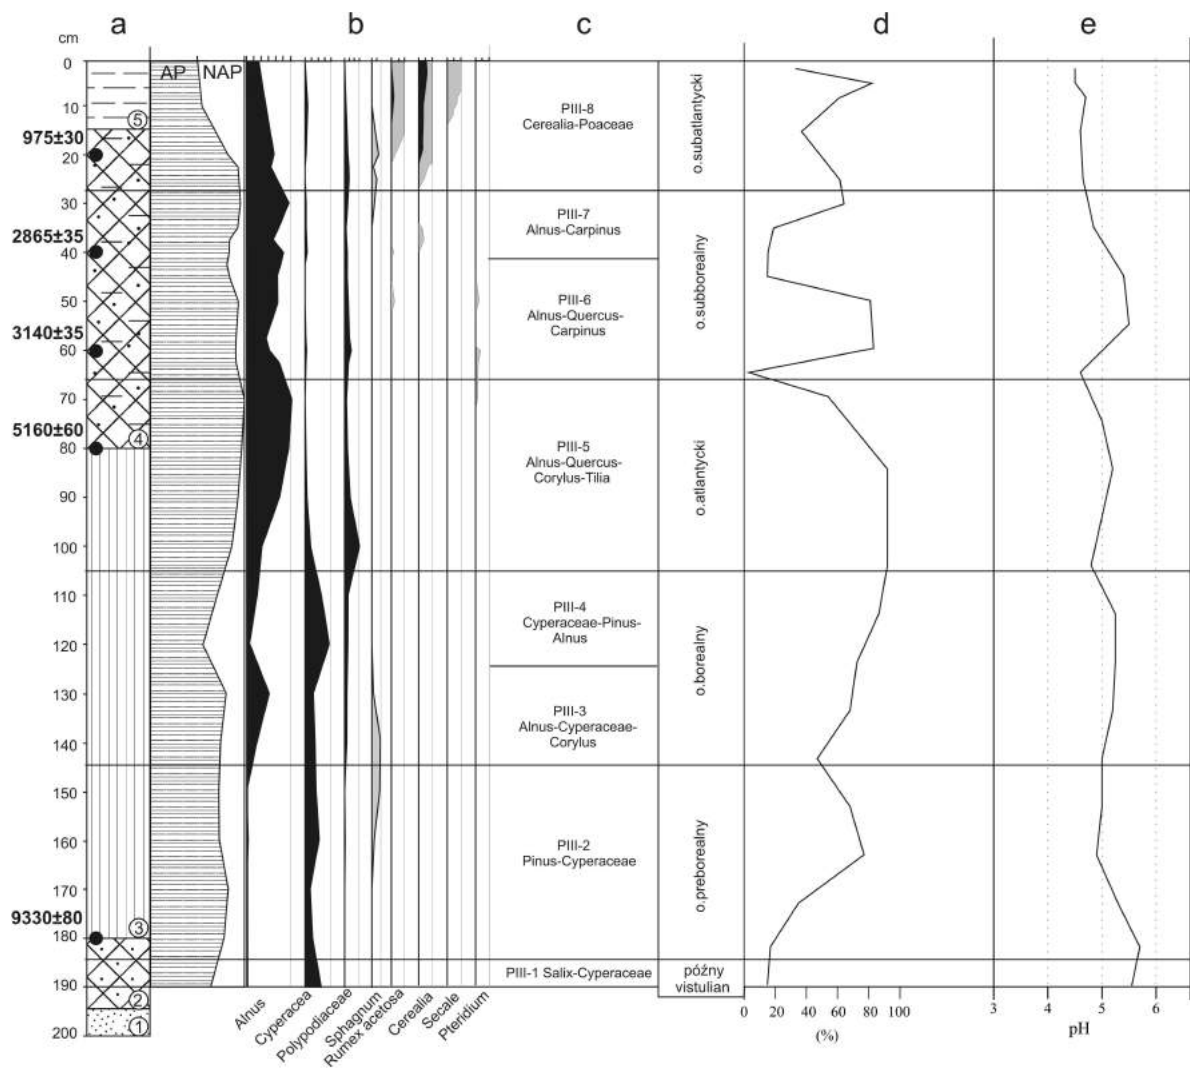 a b c d e
cm
0
10
20
30
40
50
60
70
80
90
100
110
120
130
140
150
160
170
180
190
200
975±30
2865±35
3140±35
5160±60
9330±80
5
4
3
2
1
AP NAP
Alnus
Cyperacea
Polypodiaceae
Sphagnum
Rumex acetosa
Cerealia
Secale
Pteridium
PIII-8
Cerealia-Poaceae
PIII-7
Alnus-Carpinus
PIII-6
Alnus-Quercus-
Carpinus
PIII-5
Alnus-Quercus-
Corylus-Tilia
PIII-4
Cyperaceae-Pinus-
Alnus
PIII-3
Alnus-Cyperaceae-
Corylus
PIII-2
Pinus-Cyperaceae
PIII-1 Salix-Cyperaceae
o.subatlantycki
o.subborealny
o.atlantycki
o.borealny
o.preborealny
późny
vistulian
0 20 40 60 80 100
(%)
3 4 5 6
pH